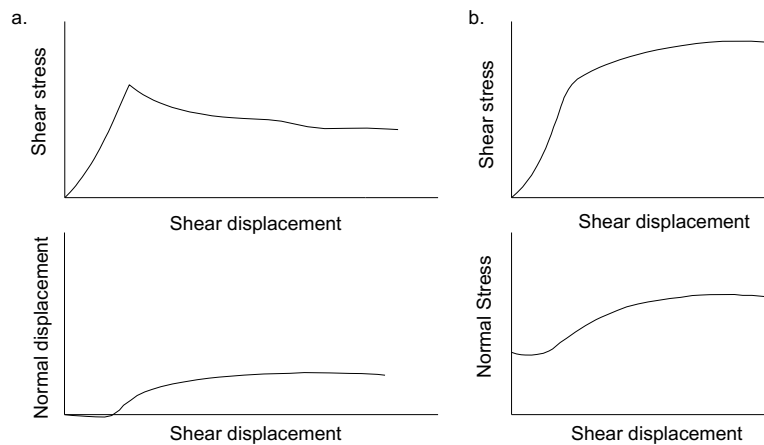 a.
Shear stress
Shear displacement
Normal displacement
Shear displacement
b.
Shear stress
Shear displacement
Normal Stress
Shear displacement